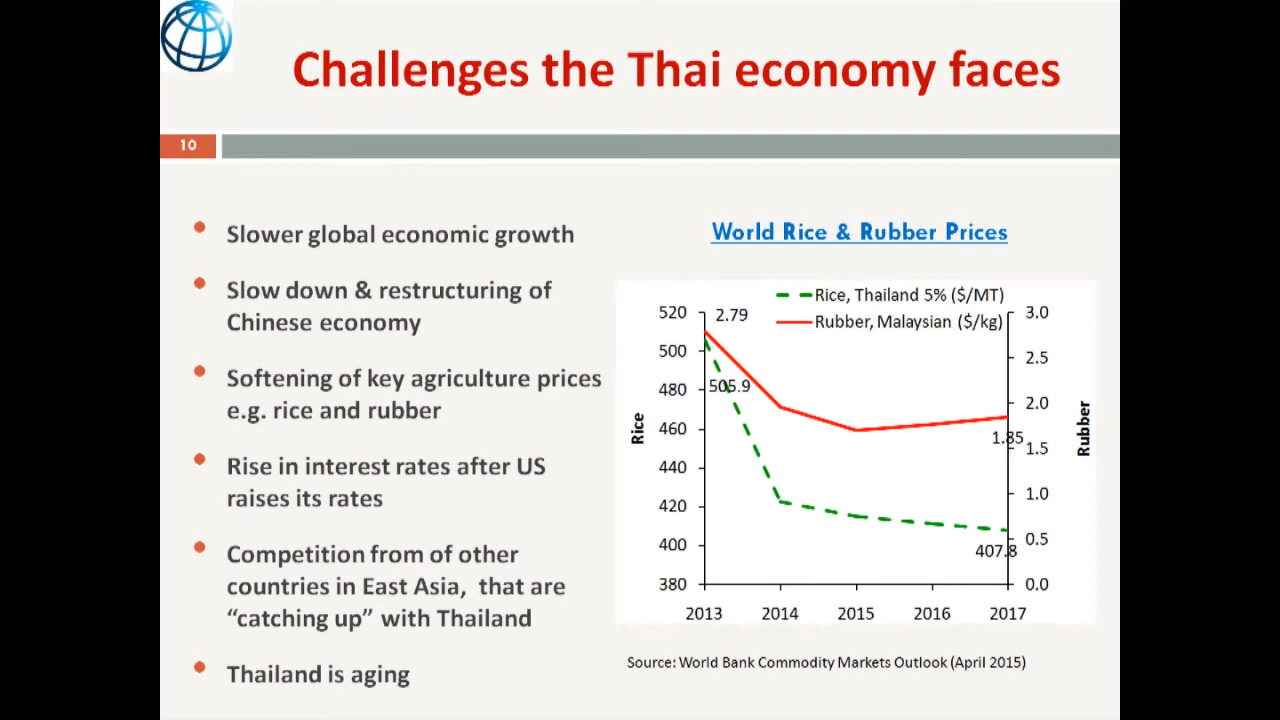 Challenges the Thai economy faces
10
• Slower global economic growth
• Slow down & restructuring of
Chinese economy
• Softening of key agriculture prices
e.g. rice and rubber
• Rise in interest rates after US
raises its rates
• Competition from of other
countries in East Asia, that are
“catching up” with Thailand
• Thailand is aging
World Rice & Rubber Prices
Rice, Thailand 5% ($/MT)
Rubber, Malaysian ($/kg)
520
500
480
460
440
420
400
380
Rice
2.79
505.9
1.85
407.8
3.0
2.5
2.0
1.5
1.0
0.5
0.0
Rubber
2013 2014 2015 2016 2017
Source: World Bank Commodity Markets Outlook (April 2015)